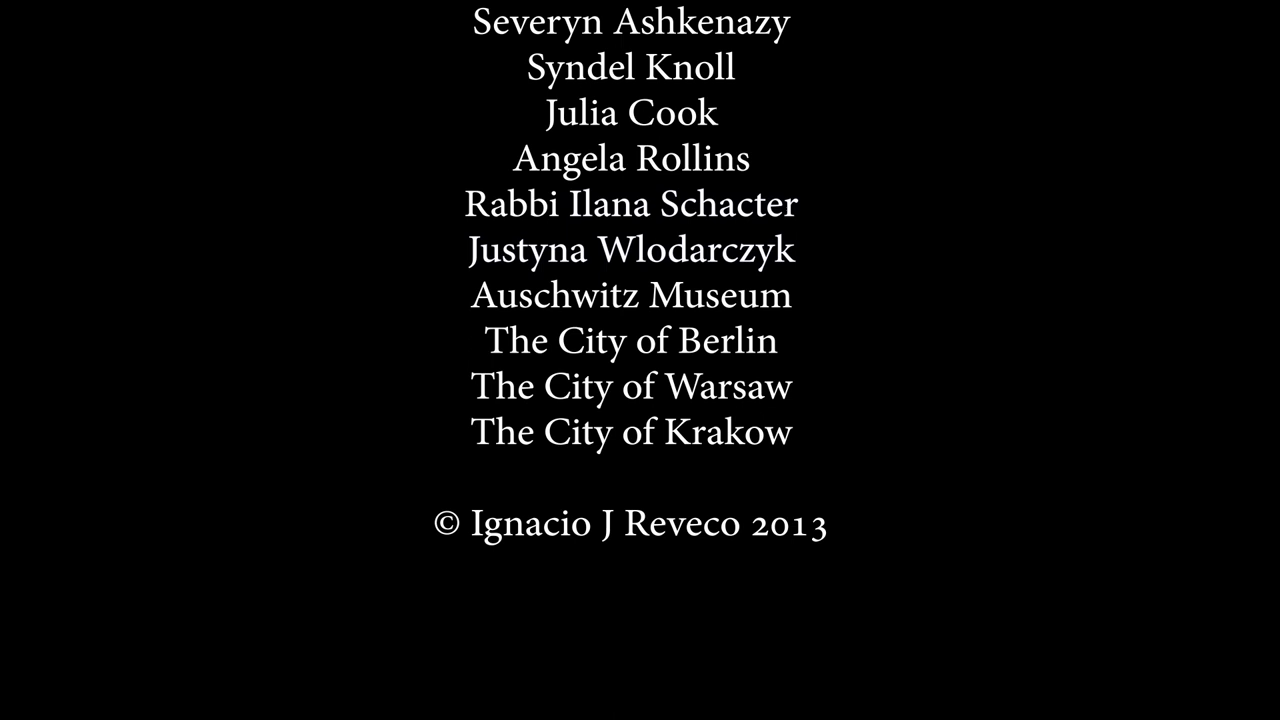 Severyn Ashkenazy
Syndel Knoll
Julia Cook
Angela Rollins
Rabbi Ilana Schacter
Justyna Wlodarczyk
Auschwitz Museum
The City of Berlin
The City of Warsaw
The City of Krakow
© Ignacio J Reveco 2013